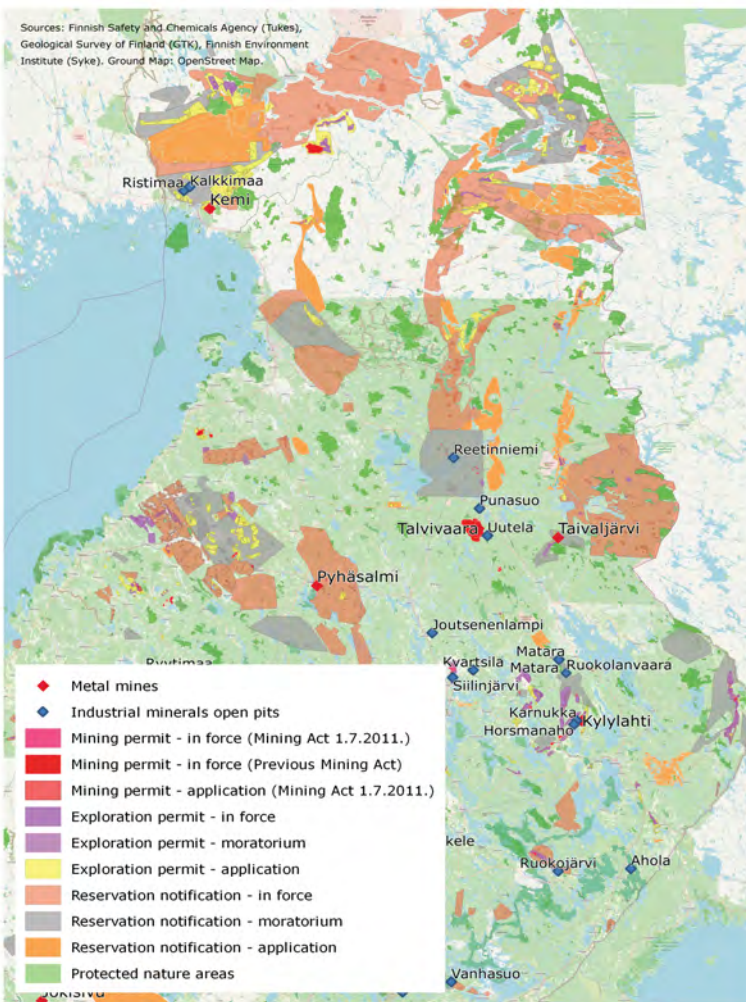 Sources: Finnish Safety and Chemicals Agency (Tukes),
Geological Survey of Finland (GTK), Finnish Environment
Institute (Syke). Ground Map: OpenStreet Map.
Ristimaa
Kalkkimaa
Kemi
Reetinniemi
Punasuo
Talvivaara
Uutela
Taivaljärvi
Pyhäsalmi
Joutsenenlampi
Matara
Kvartsila
Matara
Ruokolanvaara
Siilinjärvi
Karnukka
Kylylahti
Horsmanaho
Ruokojärvi
Ahola
Vanhasuo
Metal mines
Industrial minerals open pits
Mining permit - in force (Mining Act 1.7.2011.)
Mining permit - in force (Previous Mining Act)
Mining permit - application (Mining Act 1.7.2011.)
Exploration permit - in force
Exploration permit - moratorium
Exploration permit - application
Reservation notification - in force
Reservation notification - moratorium
Reservation notification - application
Protected nature areas